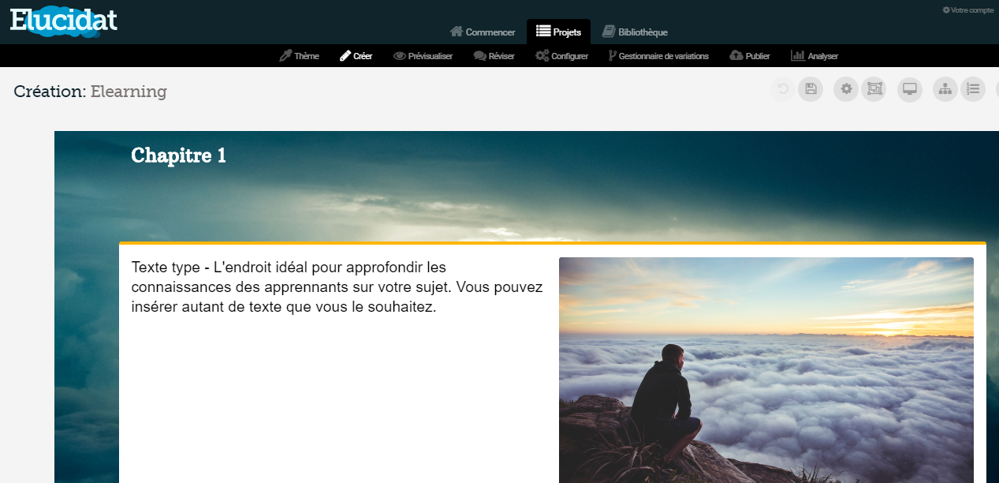 Elucidat
Votre compte
Commencer Projets Bibliothèque
Thème Créer Prévisualiser Réviser Configurer Gestionnaire de variations Publier Analyser
Création: Elearning
Chapitre 1
Texte type - L'endroit idéal pour approfondir les
connaissances des apprennants sur votre sujet. Vous pouvez
insérer autant de texte que vous le souhaitez.